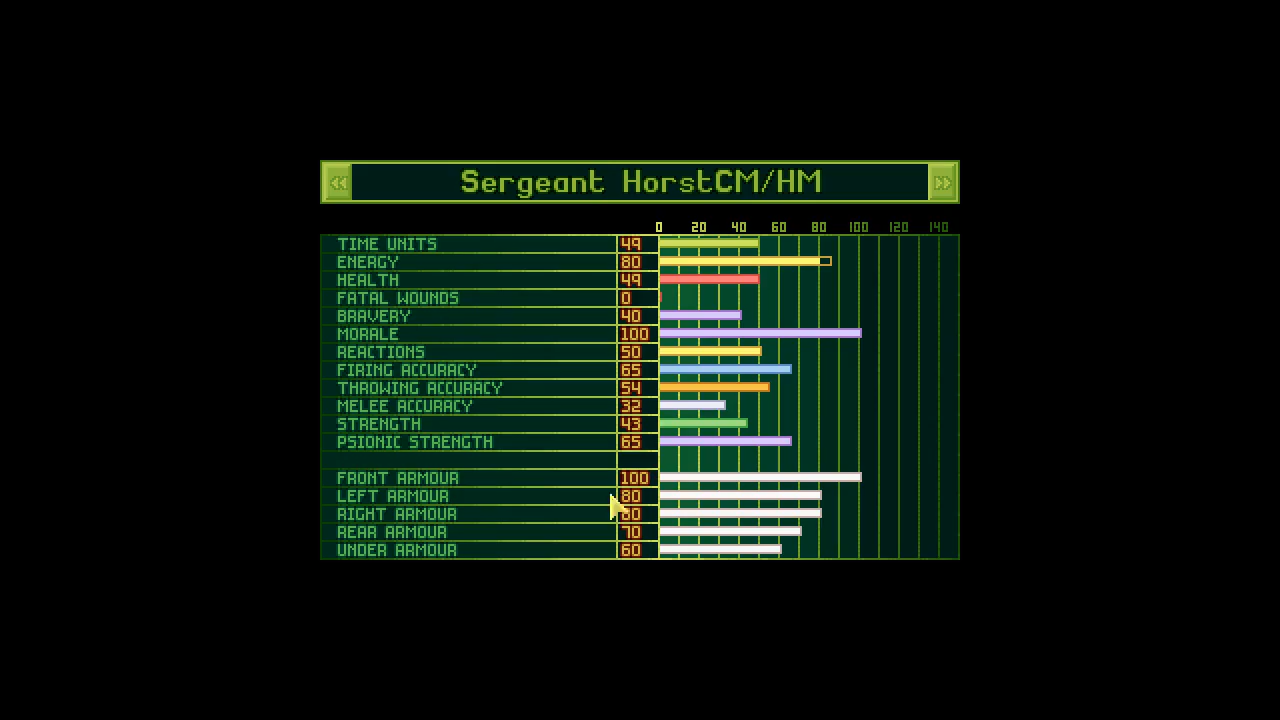 Sergeant HorstCM/HM
0 20 40 60 80 100 120 140
TIME UNITS 49
ENERGY 80
HEALTH 49
FATAL WOUNDS 0
BRAVERY 40
MORALE 100
REACTIONS 50
FIRING ACCURACY 65
THROWING ACCURACY 54
MELEE ACCURACY 32
STRENGTH 43
PSIONIC STRENGTH 65
FRONT ARMOUR 100
LEFT ARMOUR 80
RIGHT ARMOUR 80
REAR ARMOUR 70
UNDER ARMOUR 60